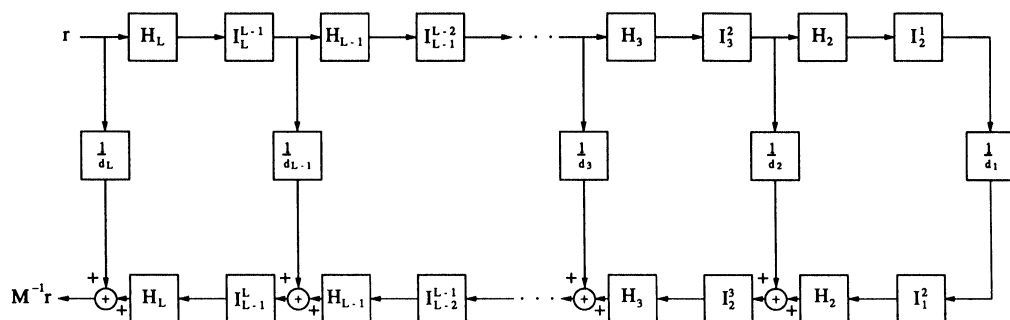 r H_L I_L^{L-1} H_{L-1} I_{L-1}^{L-2} · · · H_3 I_3^2 H_2 I_2^1
1/d_L 1/d_{L-1} 1/d_3 1/d_2 1/d_1
+ + + +
M^{-1}r + H_L I_{L-1}^L + H_{L-1} I_{L-2}^{L-1} · · · + H_3 I_2^3 + H_2 I_1^2
+ + + +